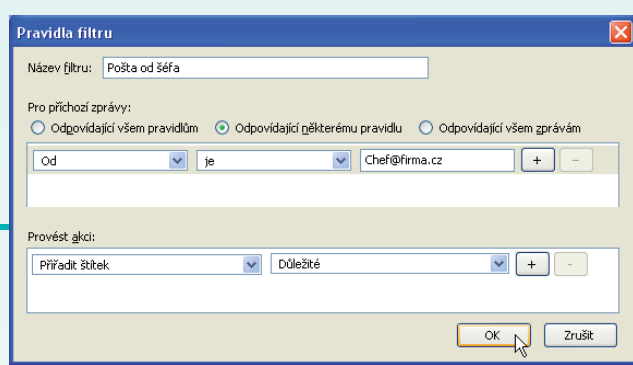 Pravidla filtru
Název filtru: Pošta od šéfa
Pro příchozí zprávy:
Odpovídající všem pravidlům Odpovídající některému pravidlu Odpovídající všem zprávám
Od je Chef@firma.cz + -
Provést akci:
Přiřadit štítek Důležité + -
OK Zrušit